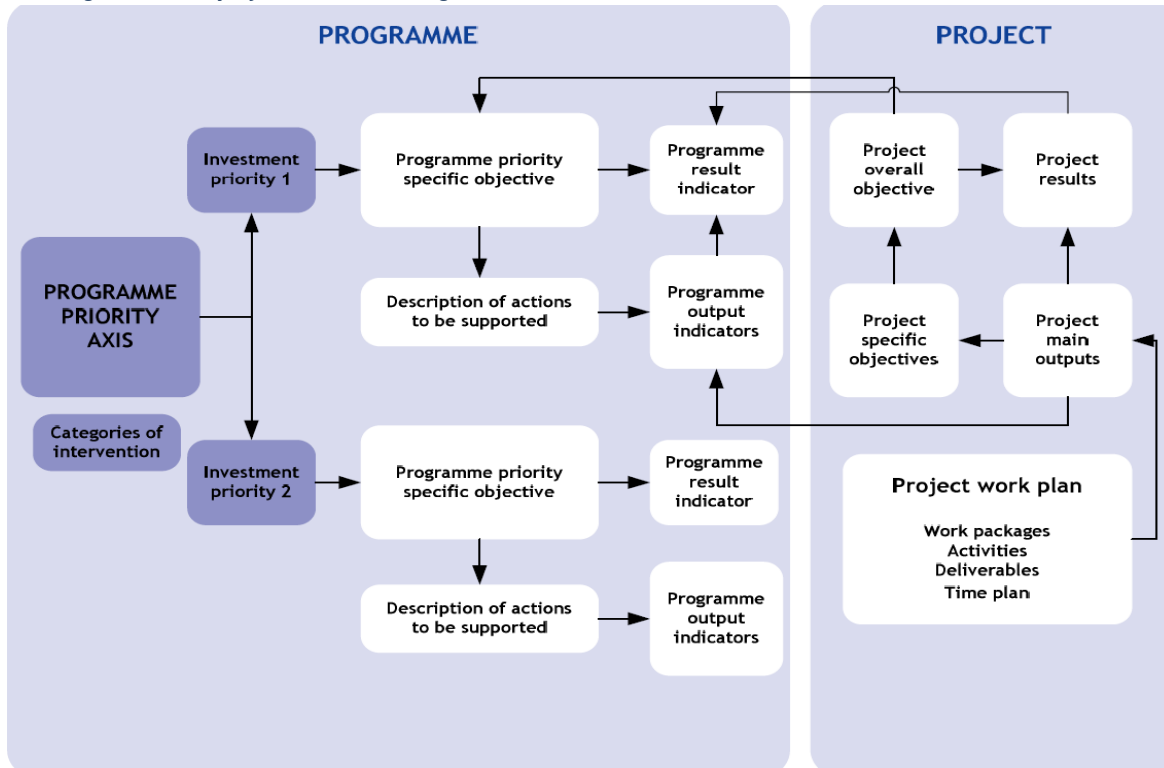 PROGRAMME
PROJECT
Investment
priority 1
Programme priority
specific objective
Programme
result
indicator
Project
overall
objective
Project
results
PROGRAMME
PRIORITY
AXIS
Description of actions
to be supported
Programme
output
indicators
Project
specific
objectives
Project
main
outputs
Categories of
intervention
Investment
priority 2
Programme priority
specific objective
Programme
result
indicator
Project work plan
Work packages
Activities
Deliverables
Time plan
Description of actions
to be supported
Programme
output
indicators